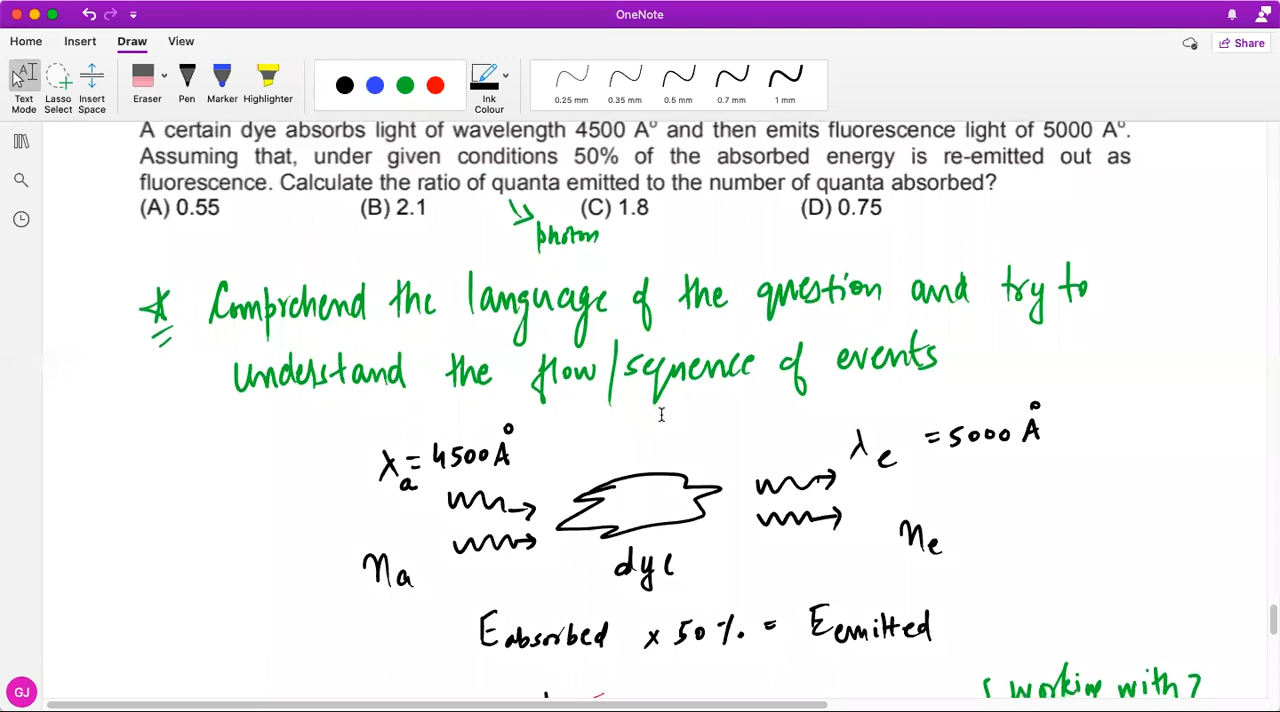 OneNote
Home Insert Draw View
Share
Text Mode
Lasso Select
Insert Space
Eraser
Pen
Marker
Highlighter
Ink Colour
0.25 mm
0.35 mm
0.5 mm
0.7 mm
1 mm
A certain dye absorbs light of wavelength 4500 A° and then emits fluorescence light of 5000 A°.
Assuming that, under given conditions 50% of the absorbed energy is re-emitted out as
fluorescence. Calculate the ratio of quanta emitted to the number of quanta absorbed?
(A) 0.55 (B) 2.1 (C) 1.8 (D) 0.75
photon
Comprehend the language of the question and try to
understand the flow/sequence of events
λa = 4500 Å
λe = 5000 Å
na
dye
ne
Eabsorbed x 50 % = Eemitted
working with
GJ